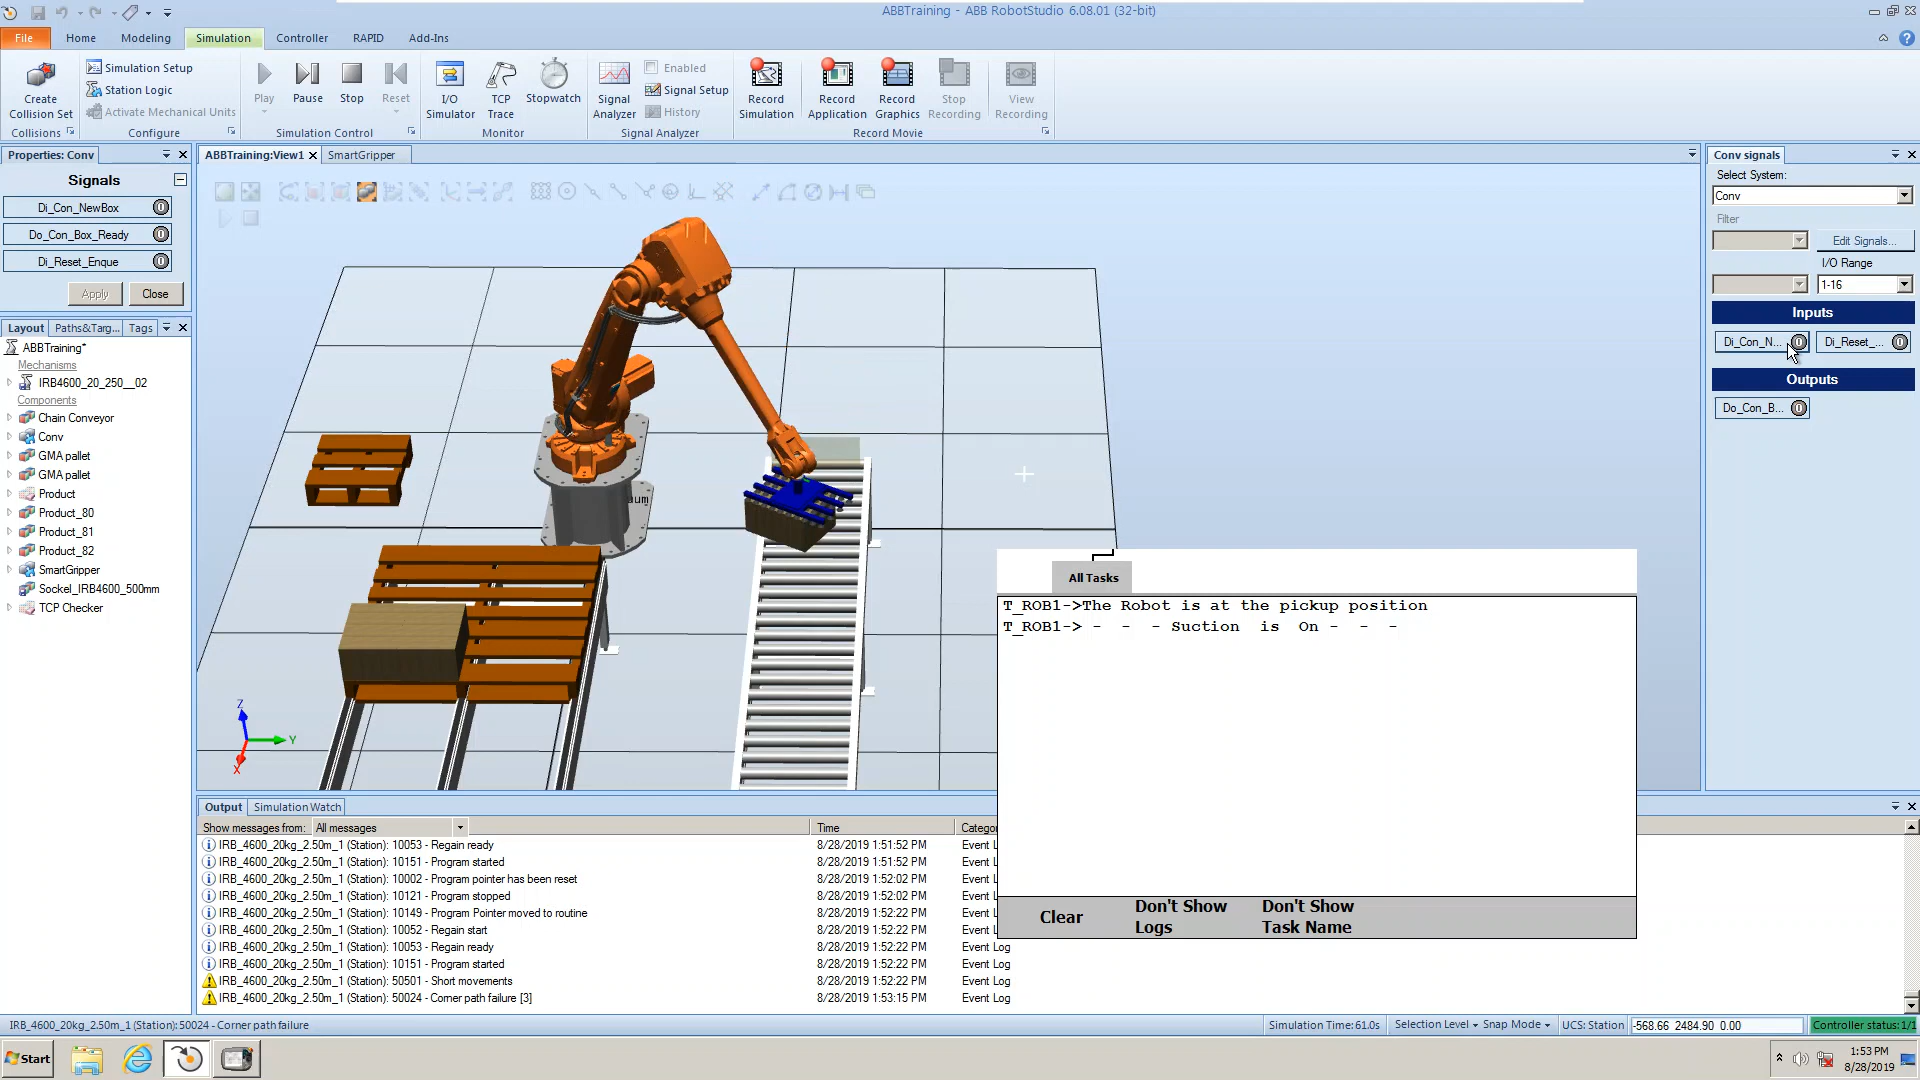 ABBTraining - ABB RobotStudio 6.08.01 (32-bit)
File Home Modeling Simulation Controller RAPID Add-Ins
Create Collision Set
Simulation Setup
Station Logic
Activate Mechanical Units
Play Pause Stop Reset
I/O Simulator
TCP Trace
Stopwatch
Signal Analyzer
Enabled
Signal Setup
History
Record Simulation
Record Application
Record Graphics
Stop Recording
View Recording
Collisions Configure Simulation Control Monitor Signal Analyzer Record Movie
Properties: Conv
Signals
Di_Con_NewBox
Do_Con_Box_Ready
Di_Reset_Enque
Apply Close
Layout Paths&Targ... Tags
ABBTraining*
Mechanisms
IRB4600_20_250__02
Components
Chain Conveyor
Conv
GMA pallet
GMA pallet
Product
Product_80
Product_81
Product_82
SmartGripper
Sockel_IRB4600_500mm
TCP Checker
ABBTraining:View1 SmartGripper
Z
Y
X
All Tasks
T_ROB1->The Robot is at the pickup position
T_ROB1-> - - - Suction is On - - -
Clear
Don't Show Logs
Don't Show Task Name
Conv signals
Select System:
Conv
Filter
Edit Signals...
I/O Range
1-16
Inputs
Di_Con_N... Di_Reset_...
Outputs
Do_Con_B...
Output Simulation Watch
Show messages from: All messages Time
IRB_4600_20kg_2.50m_1 (Station): 10053 - Regain ready 8/28/2019 1:51:52 PM Event L
IRB_4600_20kg_2.50m_1 (Station): 10151 - Program started 8/28/2019 1:51:52 PM Event L
IRB_4600_20kg_2.50m_1 (Station): 10002 - Program pointer has been reset 8/28/2019 1:52:02 PM Event L
IRB_4600_20kg_2.50m_1 (Station): 10121 - Program stopped 8/28/2019 1:52:02 PM Event L
IRB_4600_20kg_2.50m_1 (Station): 10149 - Program Pointer moved to routine 8/28/2019 1:52:22 PM Event L
IRB_4600_20kg_2.50m_1 (Station): 10052 - Regain start 8/28/2019 1:52:22 PM Event L
IRB_4600_20kg_2.50m_1 (Station): 10053 - Regain ready 8/28/2019 1:52:22 PM Event Log
IRB_4600_20kg_2.50m_1 (Station): 10151 - Program started 8/28/2019 1:52:22 PM Event Log
IRB_4600_20kg_2.50m_1 (Station): 50501 - Short movements 8/28/2019 1:52:22 PM Event Log
IRB_4600_20kg_2.50m_1 (Station): 50024 - Corner path failure [3] 8/28/2019 1:53:15 PM Event Log
IRB_4600_20kg_2.50m_1 (Station): 50024 - Corner path failure Simulation Time: 61.0s Selection Level Snap Mode UCS: Station -568.66 2484.90 0.00 Controller status: 1/1
Start
1:53 PM
8/28/2019